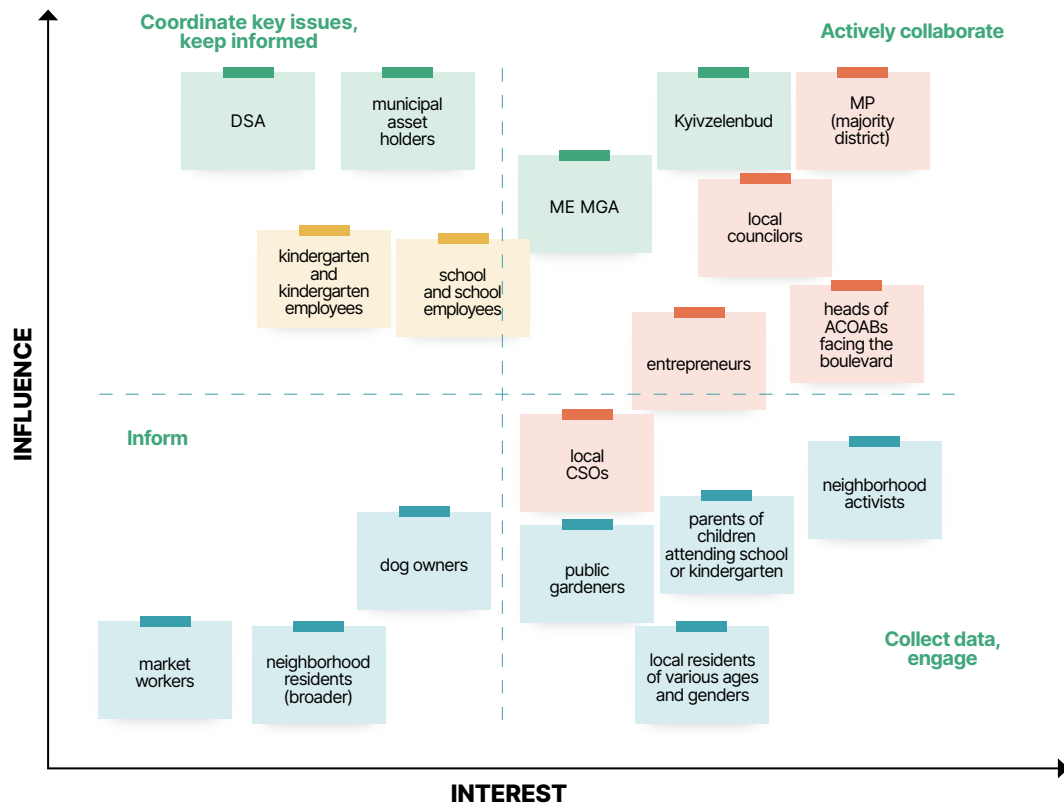 Coordinate key issues,
keep informed
Actively collaborate
DSA
municipal
asset
holders
Kyivzelenbud
MP
(majority
district)
ME MGA
local
councilors
kindergarten
and
kindergarten
employees
school
and school
employees
heads of
ACOABs
facing the
boulevard
entrepreneurs
INFLUENCE
Inform
local
CSOs
neighborhood
activists
parents of
children
attending school
or kindergarten
dog owners
public
gardeners
market
workers
neighborhood
residents
(broader)
local residents
of various ages
and genders
Collect data,
engage
INTEREST